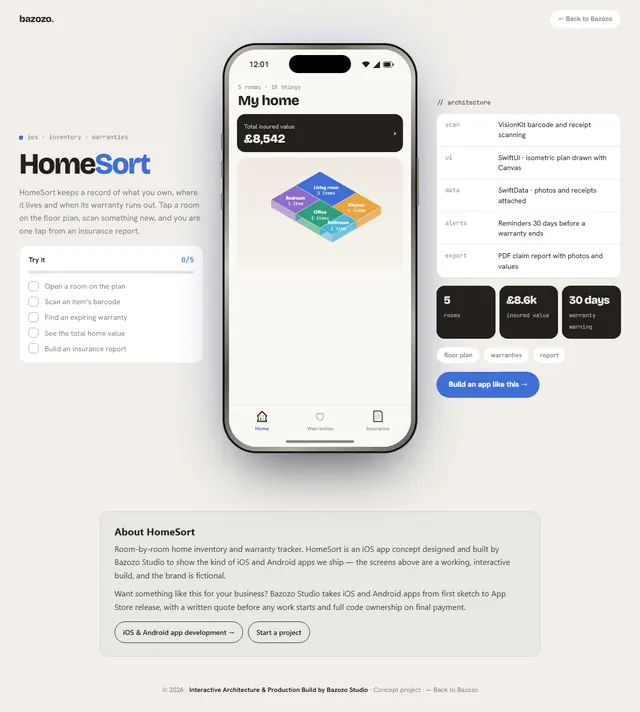 bazozo.
← Back to Bazozo
ios · inventory · warranties
HomeSort
HomeSort keeps a record of what you own, where
it lives and when its warranty runs out. Tap a room
on the floor plan, scan something new, and you are
one tap from an insurance report.
Try it 0/5
Open a room on the plan
Scan an item's barcode
Find an expiring warranty
See the total home value
Build an insurance report
12:01
5 rooms · 18 things
My home
Total insured value
£8,542
›
Living room
5 items
Bedroom
1 item
Kitchen
Office
Bathroom
Home
Warranties
Insurance
// architecture
scan VisionKit barcode and receipt
scanning
ui SwiftUI · isometric plan drawn with
Canvas
data SwiftData · photos and receipts
attached
alerts Reminders 30 days before a
warranty ends
export PDF claim report with photos and
values
5
rooms
£8.6k
insured value
30 days
warranty
warning
floor plan
warranties
report
Build an app like this →
About HomeSort
Room-by-room home inventory and warranty tracker. HomeSort is an iOS app concept designed and built by
Bazozo Studio to show the kind of iOS and Android apps we ship — the screens above are a working, interactive
build, and the brand is fictional.
Want something like this for your business? Bazozo Studio takes iOS and Android apps from first sketch to App
Store release, with a written quote before any work starts and full code ownership on final payment.
iOS & Android app development →
Start a project
© 2026 Interactive Architecture & Production Build by Bazozo Studio · Concept project · ← Back to Bazozo